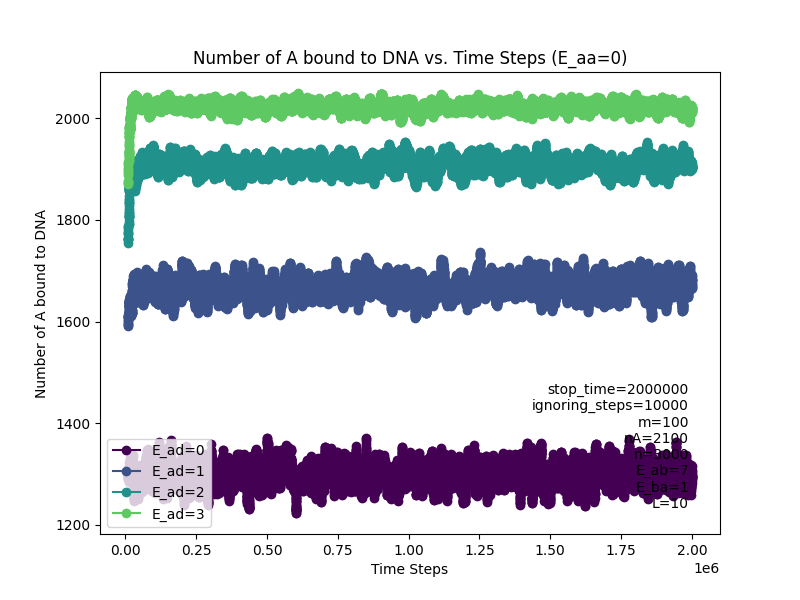 Number of A bound to DNA vs. Time Steps (E_aa=0)
Number of A bound to DNA
2000
1800
1600
1400
1200
stop_time=2000000
ignoring_steps=10000
m=100
nA=2100
n=3000
E_ab=7
E_ba=1
L=10
E_ad=0
E_ad=1
E_ad=2
E_ad=3
0.00 0.25 0.50 0.75 1.00 1.25 1.50 1.75 2.00
1e6
Time Steps